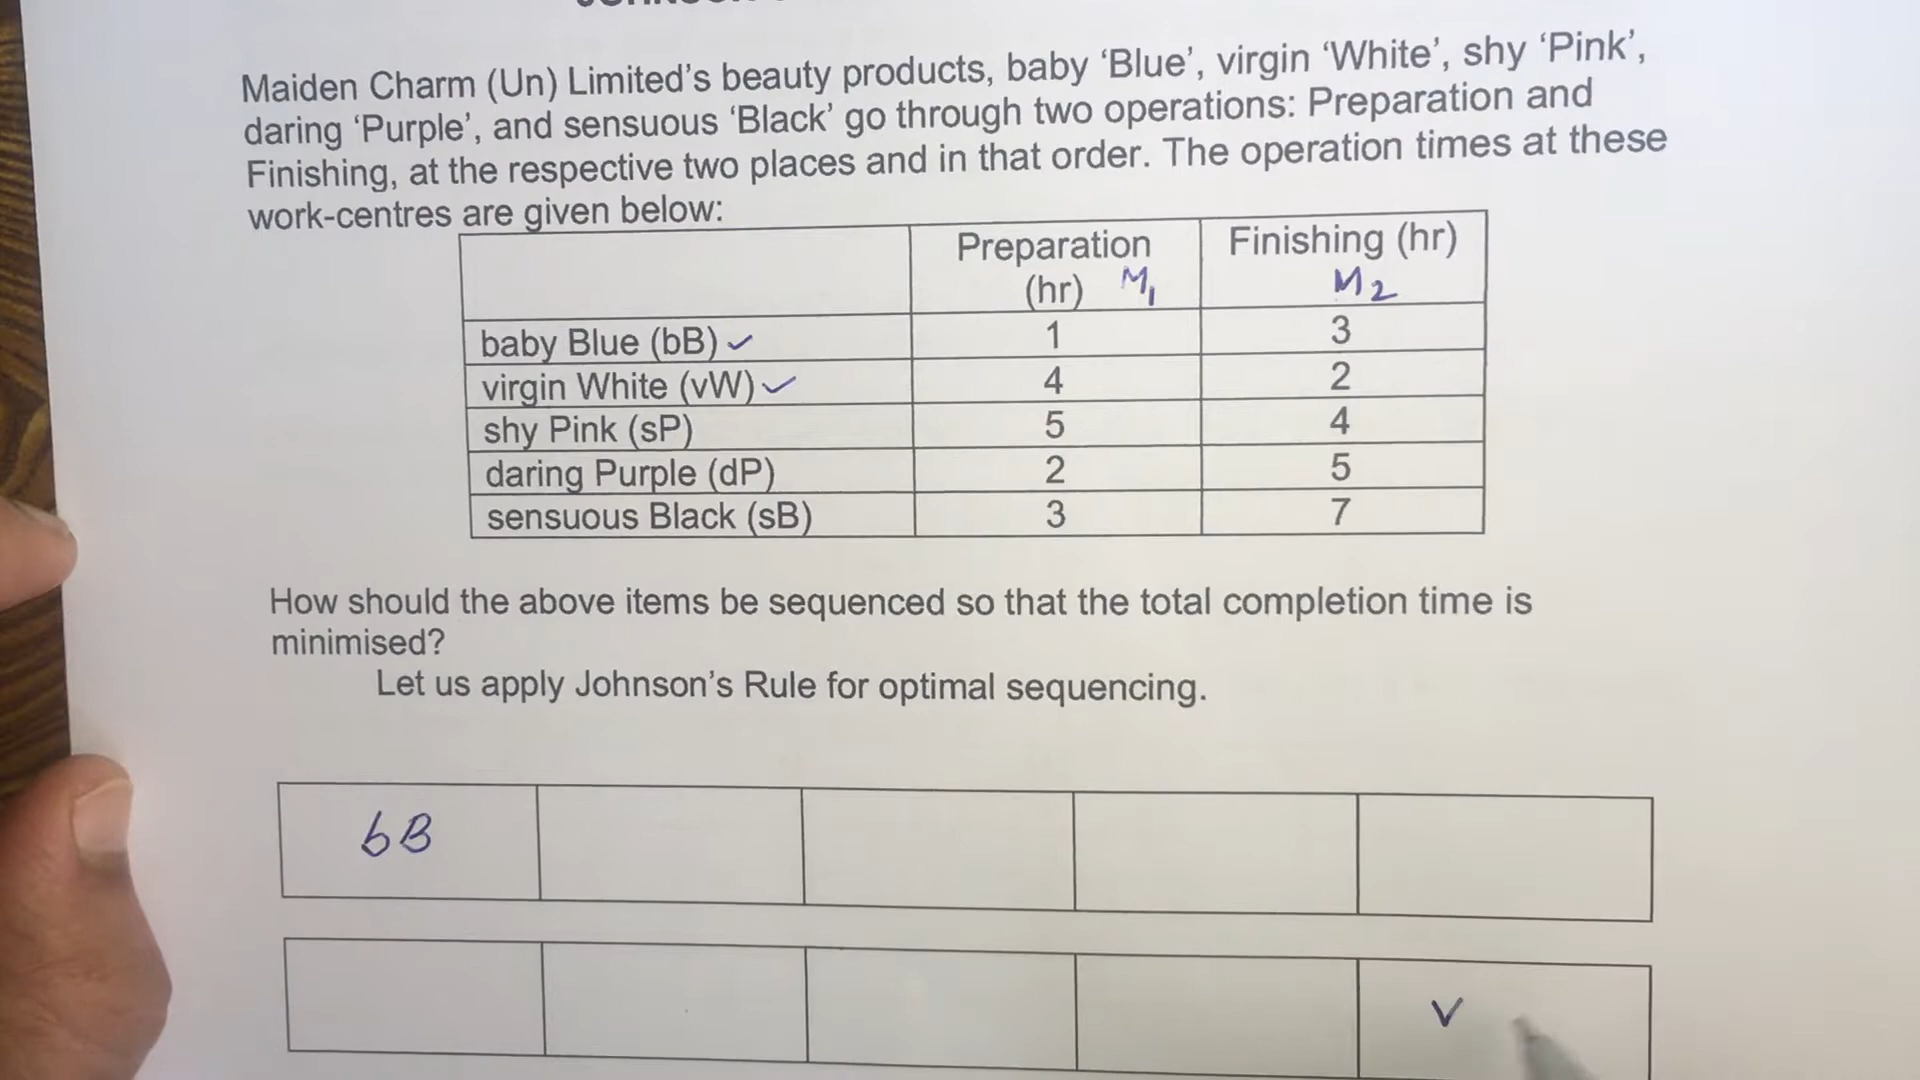 Maiden Charm (Un) Limited's beauty products, baby 'Blue', virgin 'White', shy 'Pink',
daring 'Purple', and sensuous 'Black' go through two operations: Preparation and
Finishing, at the respective two places and in that order. The operation times at these
work-centres are given below:
Preparation (hr) M1 Finishing (hr) M2
baby Blue (bB) ✓ 1 3
virgin White (vW) ✓ 4 2
shy Pink (sP) 5 4
daring Purple (dP) 2 5
sensuous Black (sB) 3 7
How should the above items be sequenced so that the total completion time is
minimised?
Let us apply Johnson's Rule for optimal sequencing.
bB
v